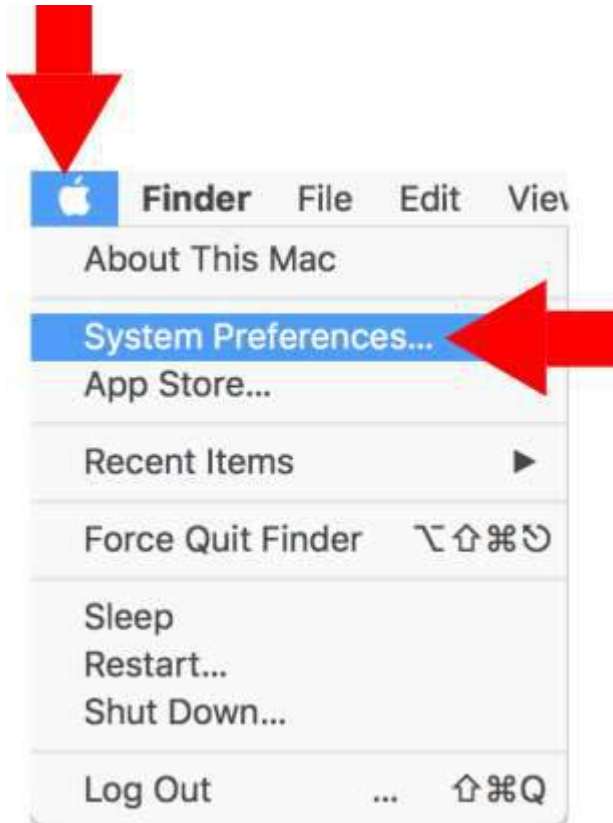 Finder File Edit View
About This Mac
System Preferences...
App Store...
Recent Items ▶
Force Quit Finder ⌥⇧⌘⎋
Sleep
Restart...
Shut Down...
Log Out ... ⇧⌘Q